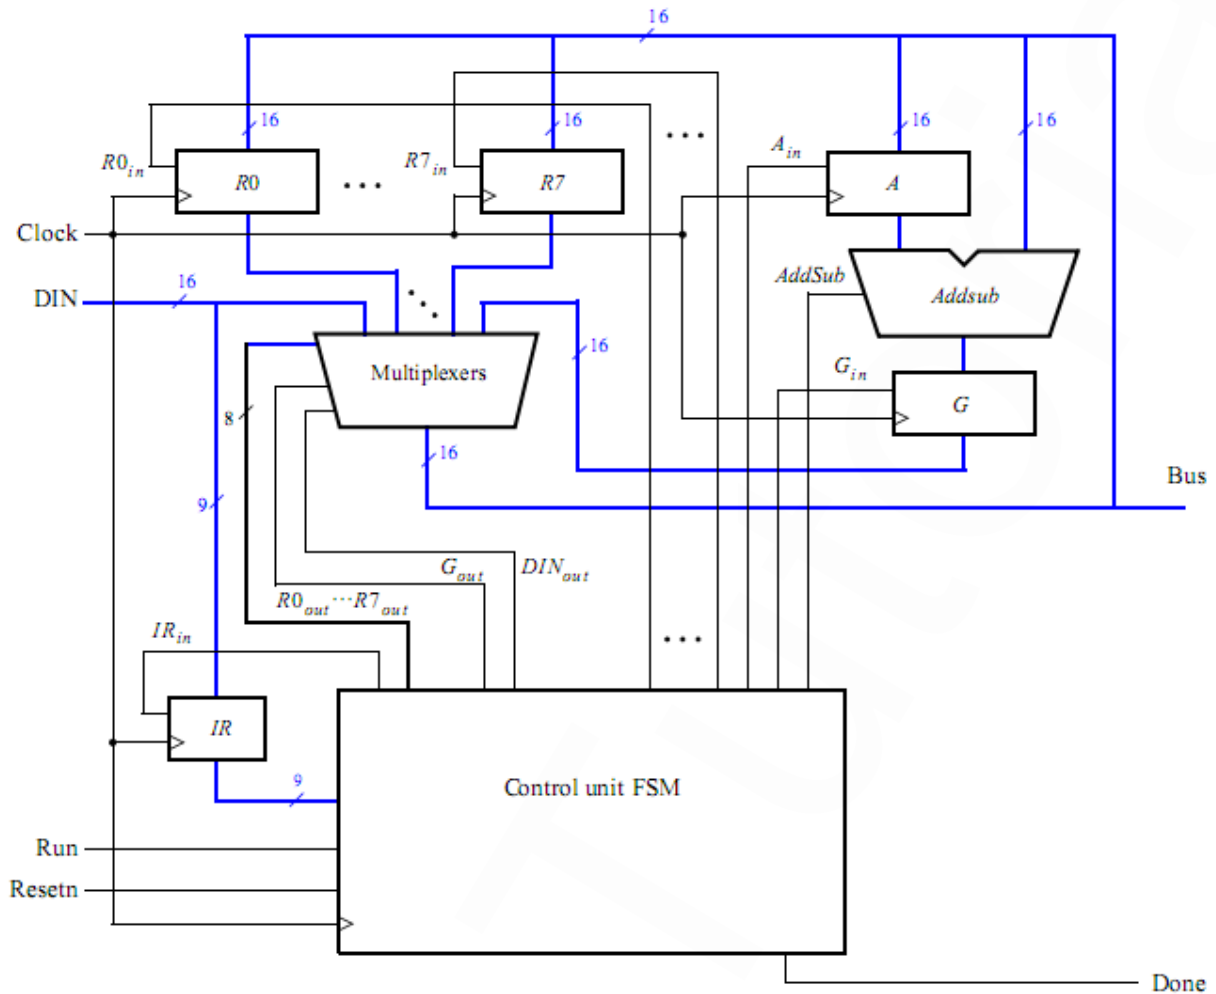 16
16
16
16
16
R0in
R7in
Ain
R0
...
R7
...
A
Clock
AddSub
DIN
16
Addsub
16
Multiplexers
Gin
8
G
16
Bus
9
Gout
DINout
R0out...R7out
IRin
...
IR
9
Control unit FSM
Run
Resetn
Done